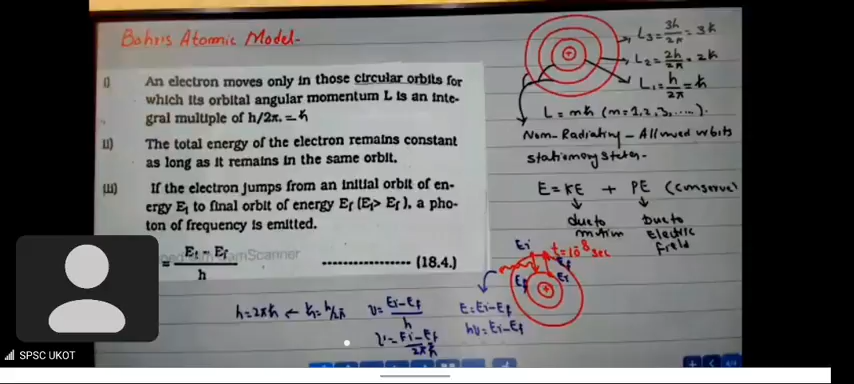 Bohris Atomic Model-
i) An electron moves only in those circular orbits for
which its orbital angular momentum L is an inte-
gral multiple of h/2π. = ħ
ii) The total energy of the electron remains constant
as long as it remains in the same orbit.
(iii) If the electron jumps from an initial orbit of en-
ergy Ei to final orbit of energy Ef (Ei> Ef), a pho-
ton of frequency is emitted.
= Ei - Ef
h
CamScanner
------------------ (18.4.)
h=2πħ ← ħ=h/2π
ν=Ei-Ef
h
ν=Ei-Ef
2πħ
E=Ei-Ef
hν=Ei-Ef
L3=3h/2π=3ħ
L2=2h/2π=2ħ
L1=h/2π=ħ
L=nħ (n=1,2,3,....).
Non-Radiating - Allowed orbits
stationary states-
E=KE + PE (conserve)
due to
motion
Due to
Electric
field
Ei
t=10⁻⁸ sec
Ef
Ef
Ei
SPSC UKOT